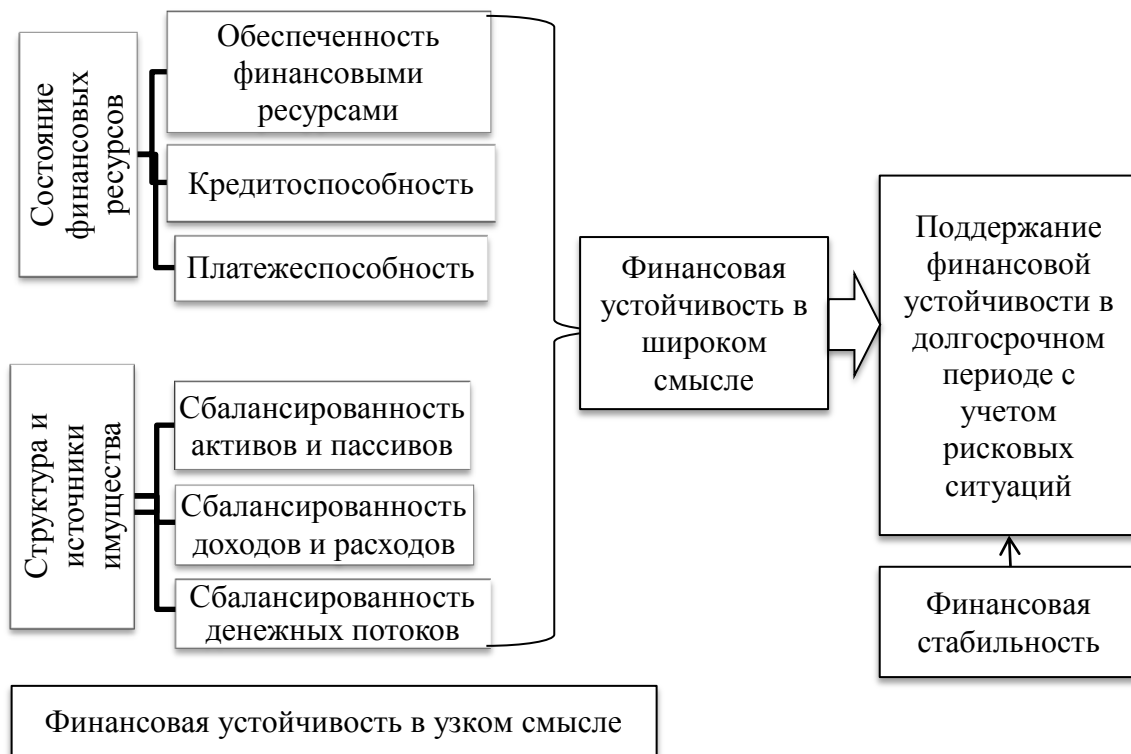 Состояние
финансовых
ресурсов
Обеспеченность
финансовыми
ресурсами
Кредитоспособность
Платежеспособность
Структура и
источники
имущества
Сбалансированность
активов и пассивов
Сбалансированность
доходов и расходов
Сбалансированность
денежных потоков
Финансовая
устойчивость в
широком
смысле
Поддержание
финансовой
устойчивости в
долгосрочном
периоде с
учетом
рисковых
ситуаций
Финансовая
стабильность
Финансовая устойчивость в узком смысле